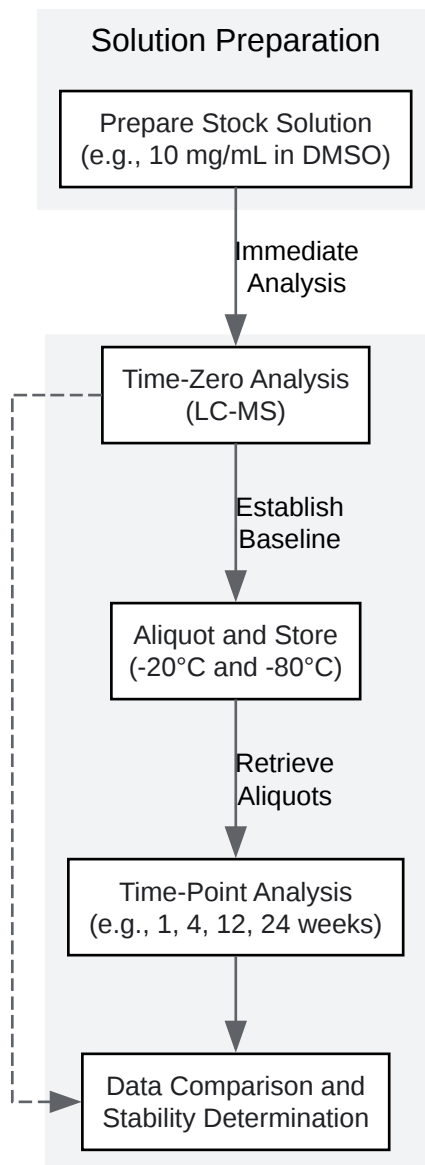 Solution Preparation
Prepare Stock Solution
(e.g., 10 mg/mL in DMSO)
Immediate
Analysis
Time-Zero Analysis
(LC-MS)
Establish
Baseline
Aliquot and Store
(-20°C and -80°C)
Retrieve
Aliquots
Time-Point Analysis
(e.g., 1, 4, 12, 24 weeks)
Data Comparison and
Stability Determination